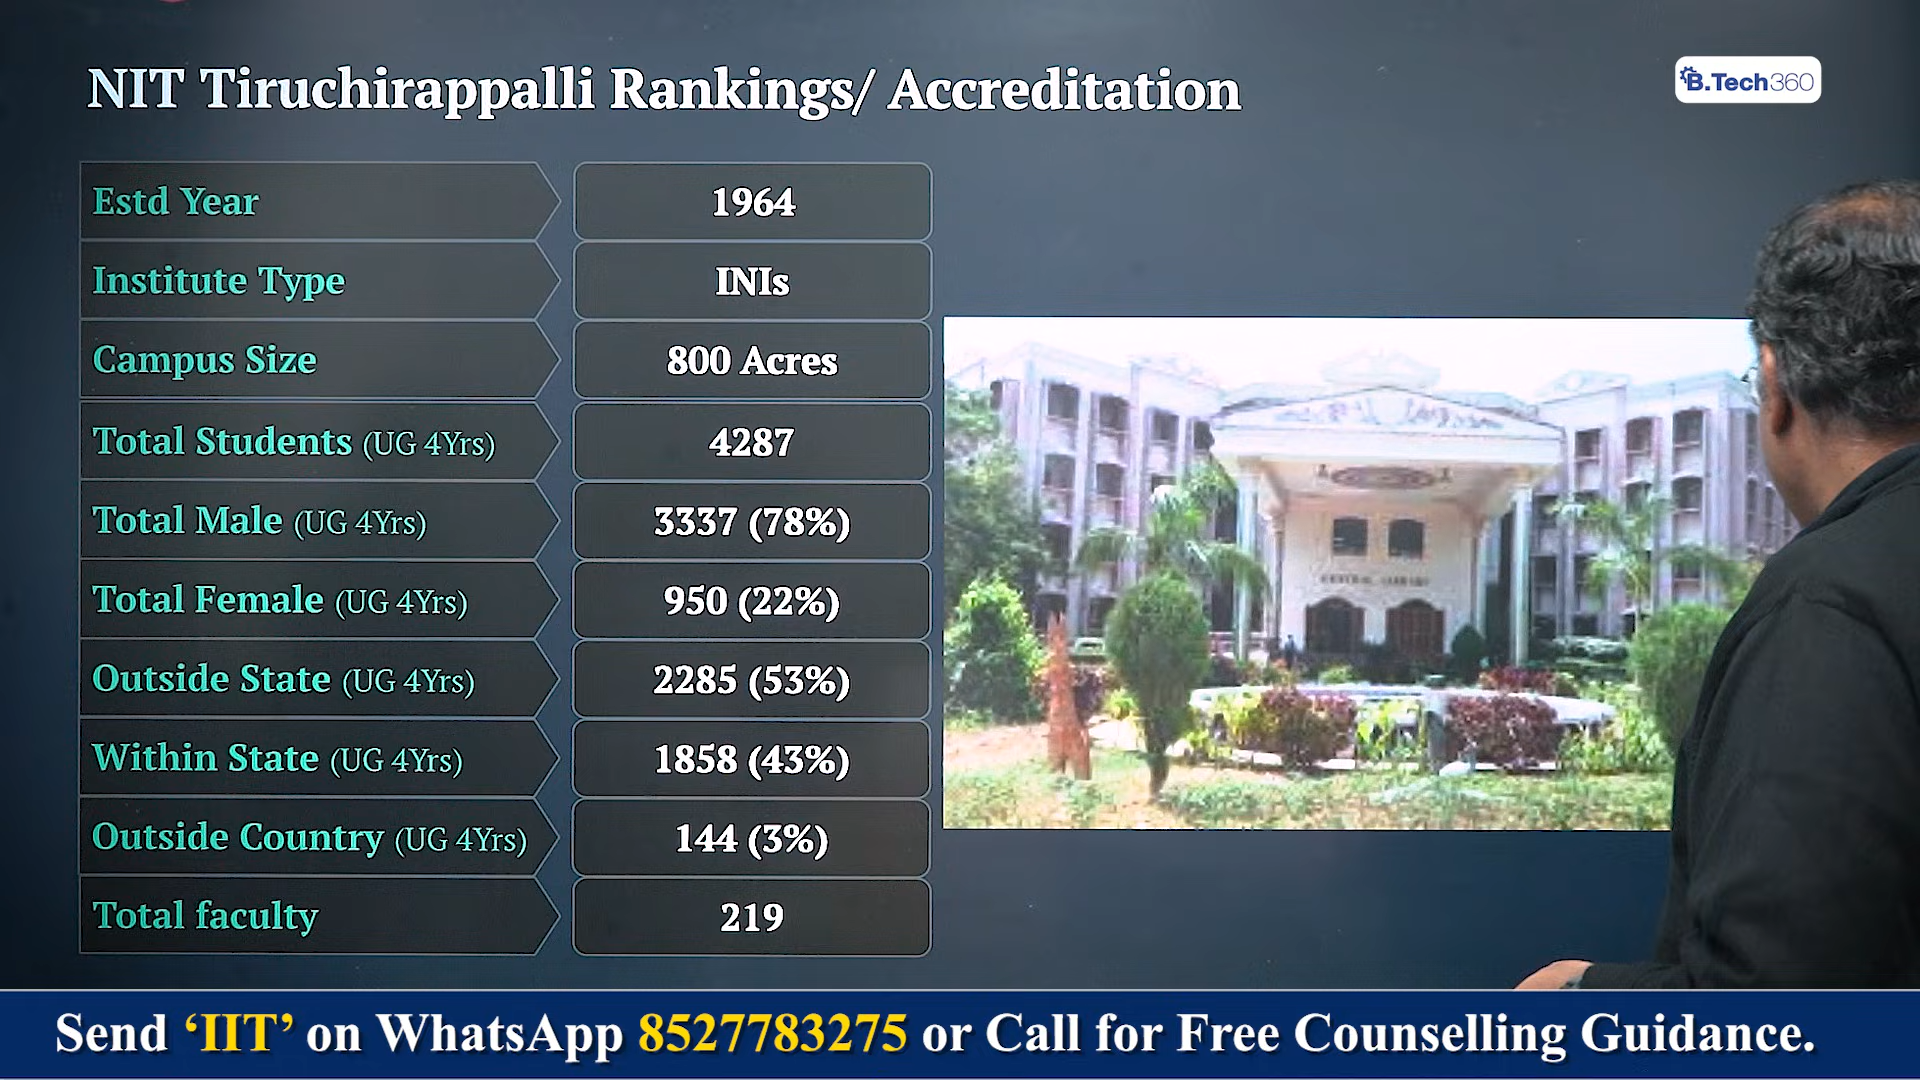 NIT Tiruchirappalli Rankings/ Accreditation
B.Tech360
Estd Year 1964
Institute Type INIs
Campus Size 800 Acres
Total Students (UG 4Yrs) 4287
Total Male (UG 4Yrs) 3337 (78%)
Total Female (UG 4Yrs) 950 (22%)
Outside State (UG 4Yrs) 2285 (53%)
Within State (UG 4Yrs) 1858 (43%)
Outside Country (UG 4Yrs) 144 (3%)
Total faculty 219
CENTRAL LIBRARY
Send ‘IIT’ on WhatsApp 8527783275 or Call for Free Counselling Guidance.